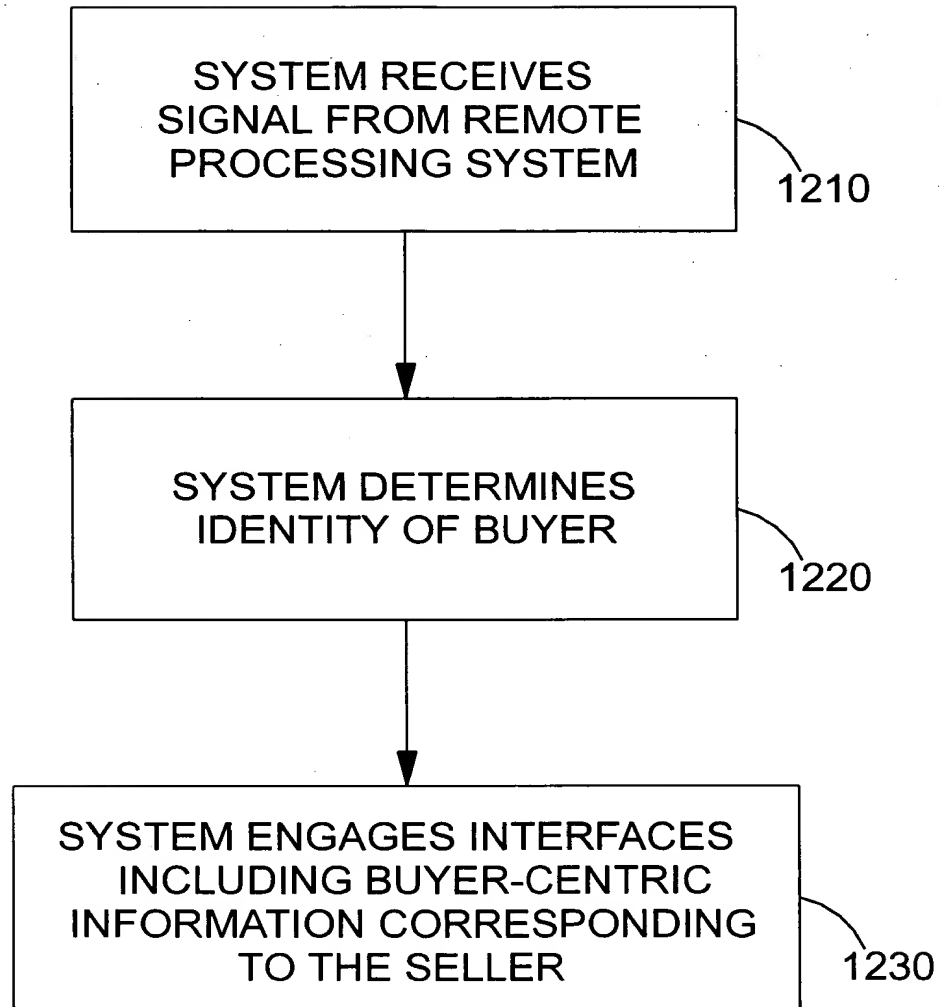 SYSTEM RECEIVES
SIGNAL FROM REMOTE
PROCESSING SYSTEM
1210
SYSTEM DETERMINES
IDENTITY OF BUYER
1220
SYSTEM ENGAGES INTERFACES
INCLUDING BUYER-CENTRIC
INFORMATION CORRESPONDING
TO THE SELLER
1230